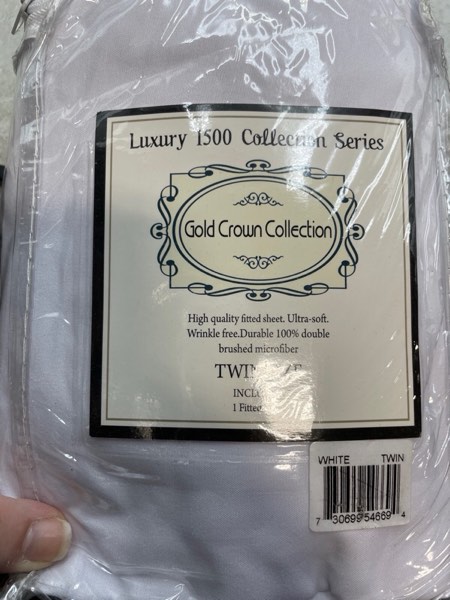 Luxury 1500 Collection Series
Gold Crown Collection
High quality fitted sheet. Ultra-soft.
Wrinkle free.Durable 100% double
brushed microfiber
1 Fitted
WHITE TWIN
7 30699 54669 4